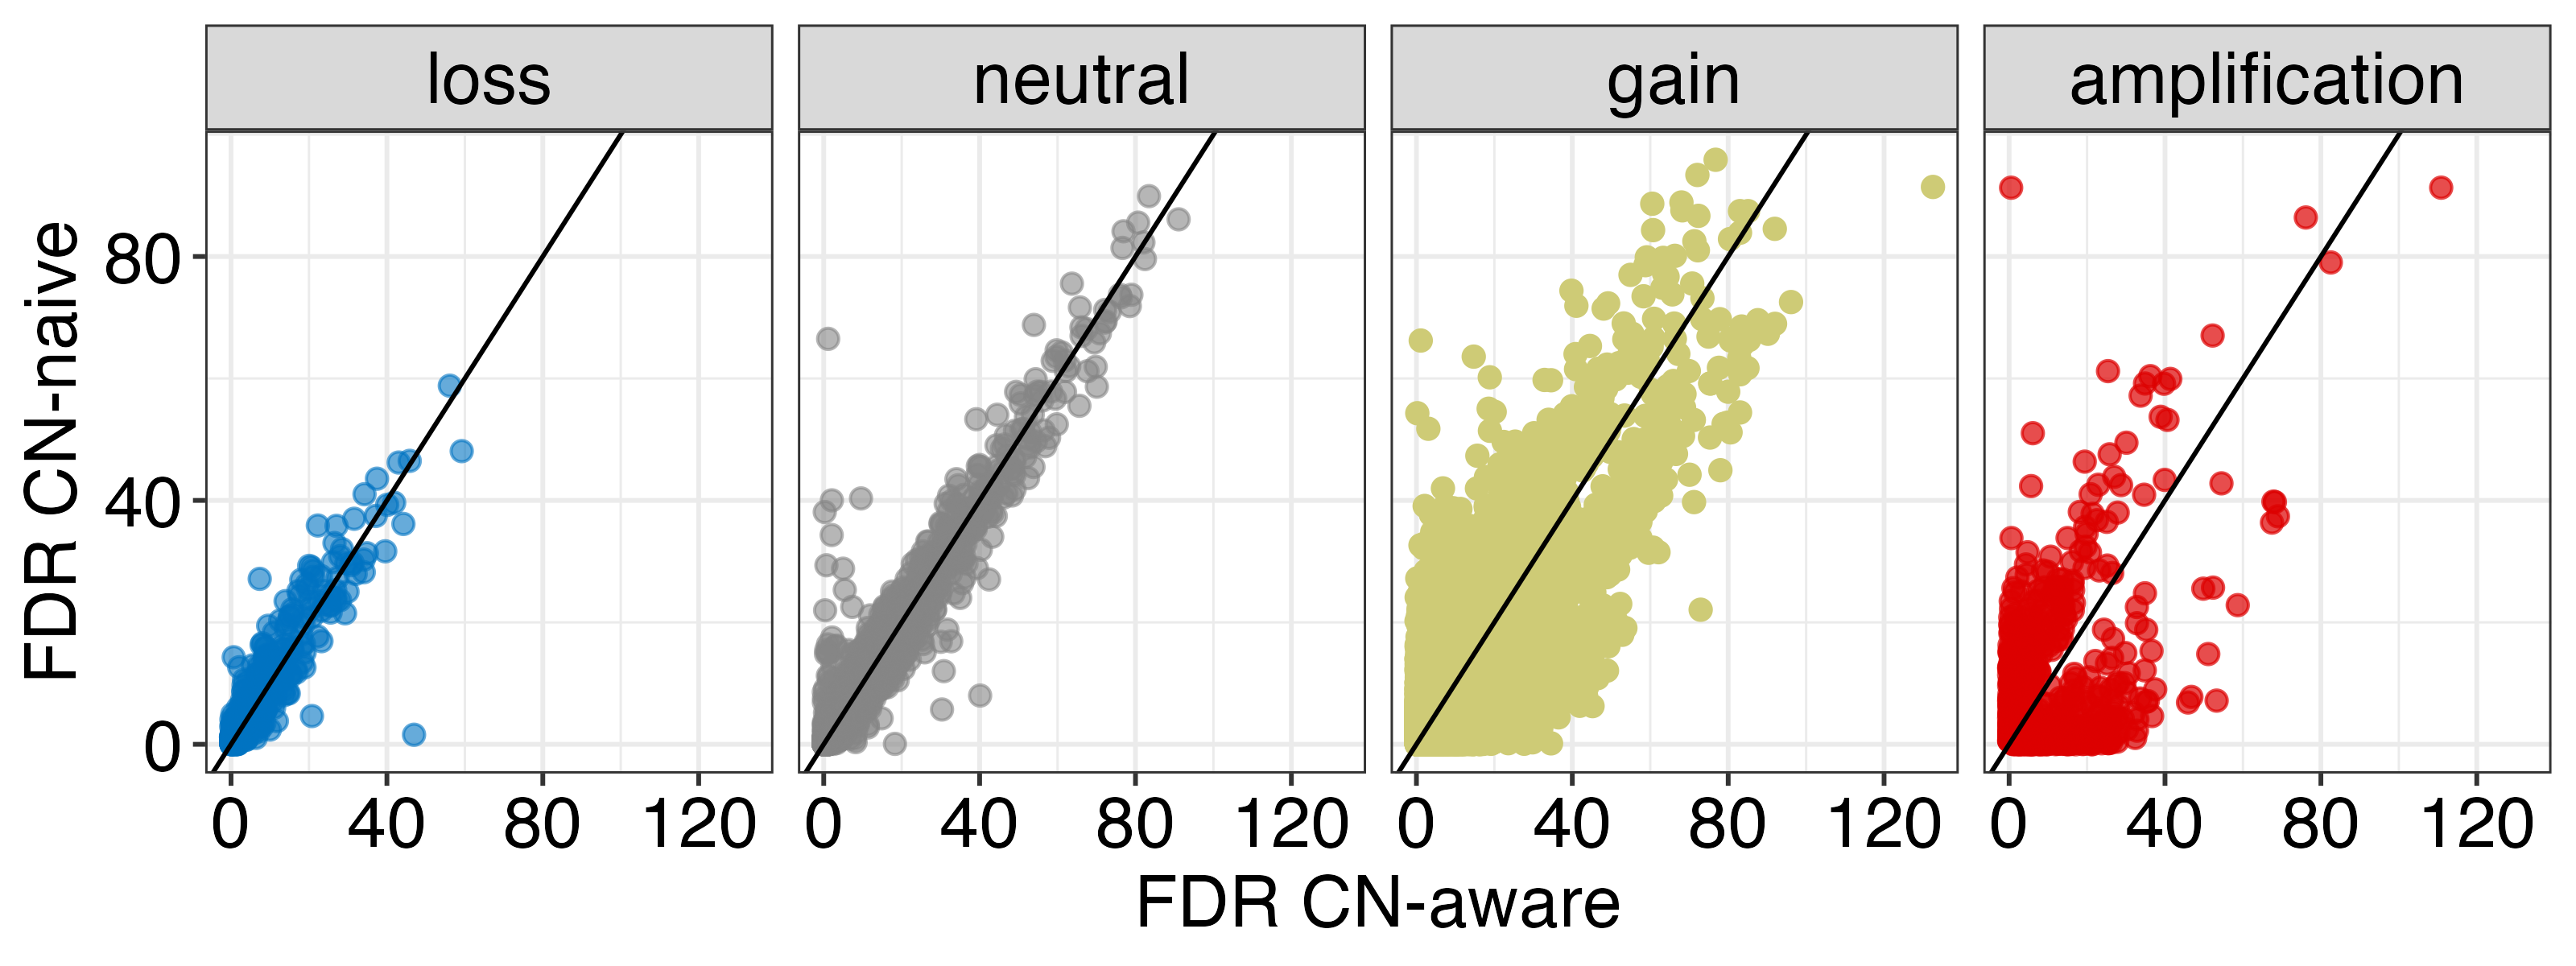 loss neutral gain amplification
FDR CN-naive
80
40
0
0 40 80 120 0 40 80 120 0 40 80 120 0 40 80 120
FDR CN-aware